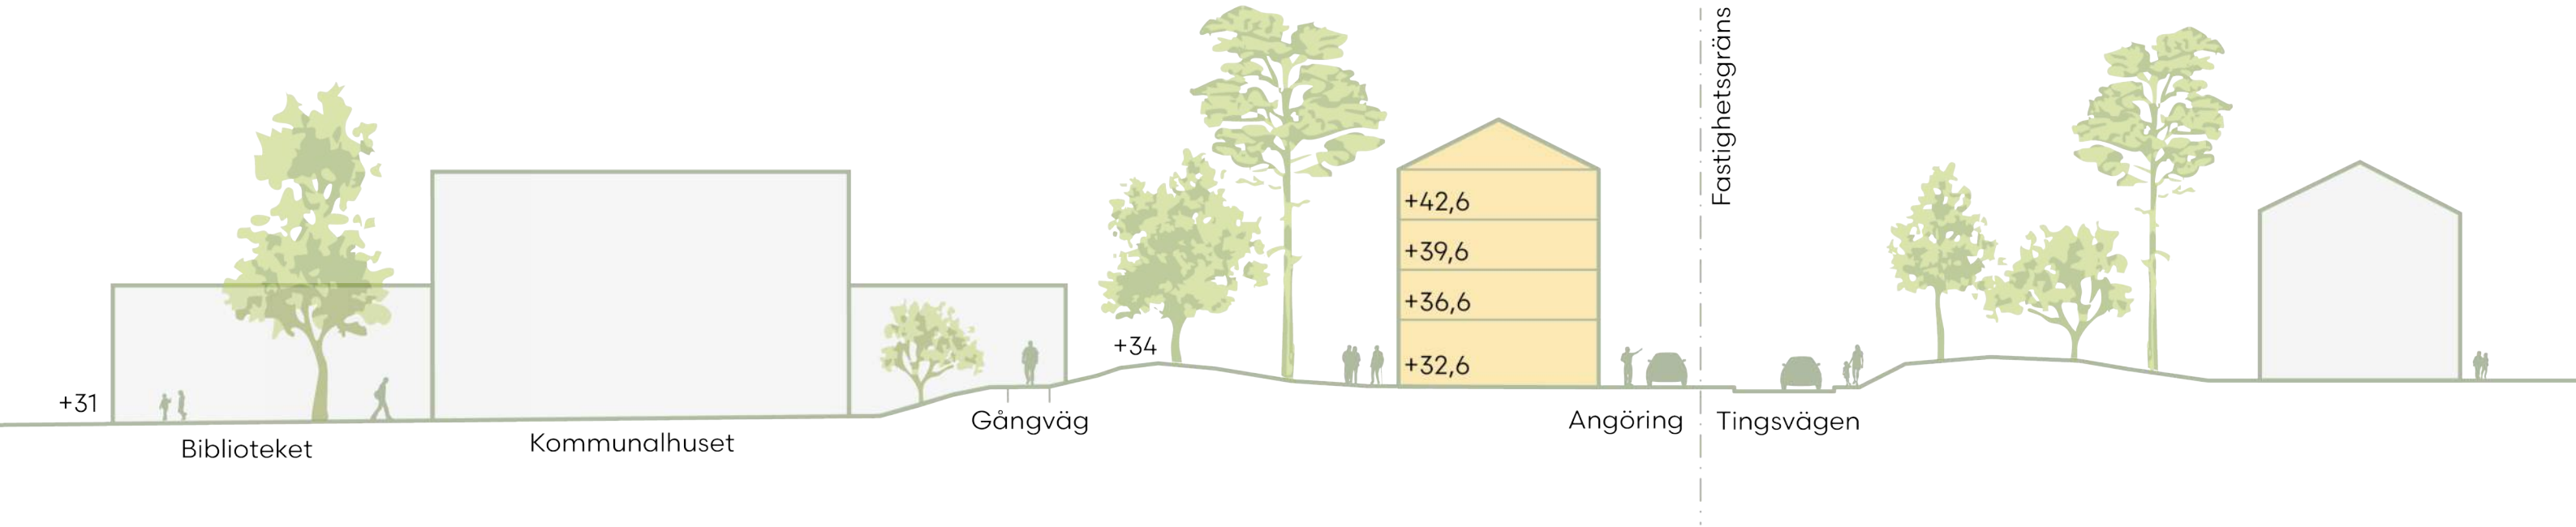 +31
Biblioteket
Kommunalhuset
Gångväg
+34
+42,6
+39,6
+36,6
+32,6
Angöring
Fastighetsgräns
Tingsvägen